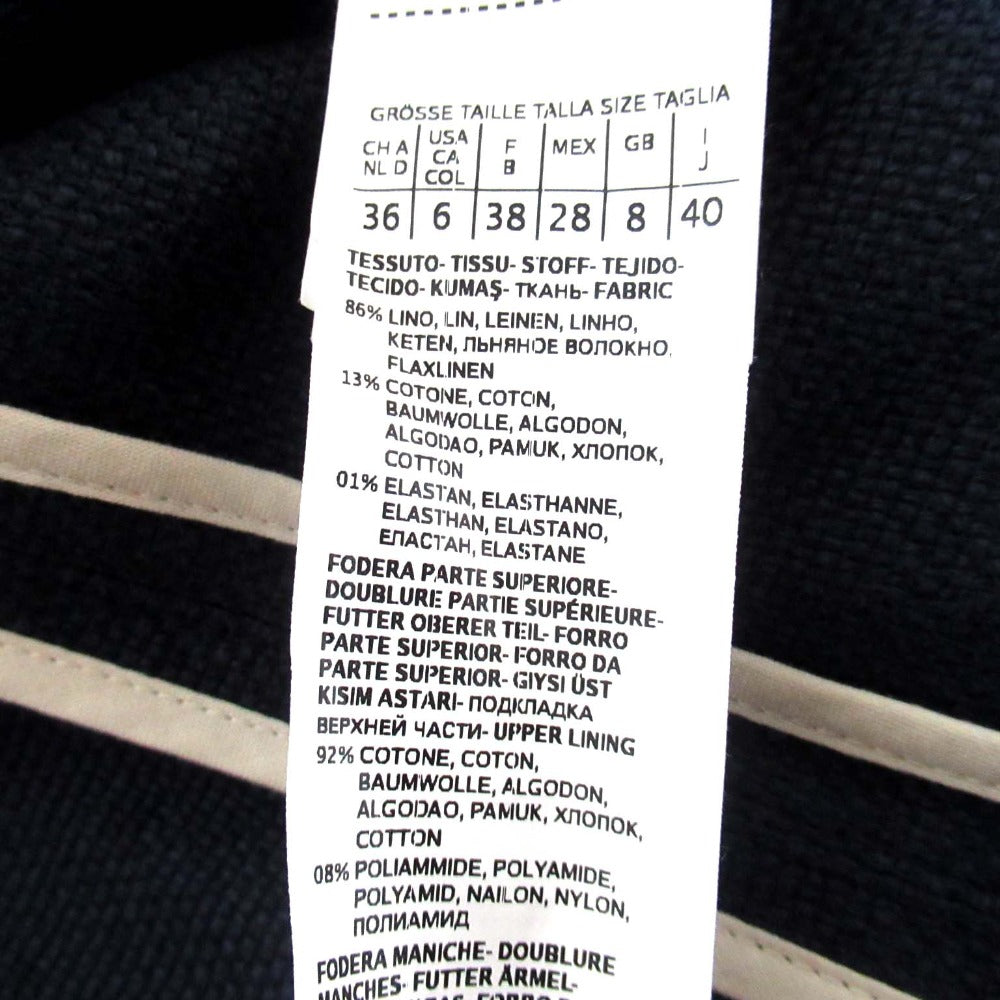 GRÖSSE TAILLE TALLA SIZE TAGLIA
CH A NL D | USA CA COL | F B | MEX | GB | I J
36 | 6 | 38 | 28 | 8 | 40
TESSUTO- TISSU- STOFF- TEJIDO-
TECIDO- KUMAŞ- ТКАНЬ- FABRIC
86% LINO, LIN, LEINEN, LINHO,
KETEN, ЛЬНЯНОЕ ВОЛОКНО,
FLAXLINEN
13% COTONE, COTON,
BAUMWOLLE, ALGODON,
ALGODAO, PAMUK, ХЛОПОК,
COTTON
01% ELASTAN, ELASTHANNE,
ELASTHAN, ELASTANO,
ЕЛАСТАН, ELASTANE
FODERA PARTE SUPERIORE-
DOUBLURE PARTIE SUPÉRIEURE-
FUTTER OBERER TEIL- FORRO
PARTE SUPERIOR- FORRO DA
PARTE SUPERIOR- GIYSI ÜST
KISIM ASTARI- ПОДКЛАДКА
ВЕРХНЕЙ ЧАСТИ- UPPER LINING
92% COTONE, COTON,
BAUMWOLLE, ALGODON,
ALGODAO, PAMUK, ХЛОПОК,
COTTON
08% POLIAMMIDE, POLYAMIDE,
POLYAMID, NAILON, NYLON,
ПОЛИАМИД
FODERA MANICHE- DOUBLURE
MANCHES- FUTTER ÄRMEL-